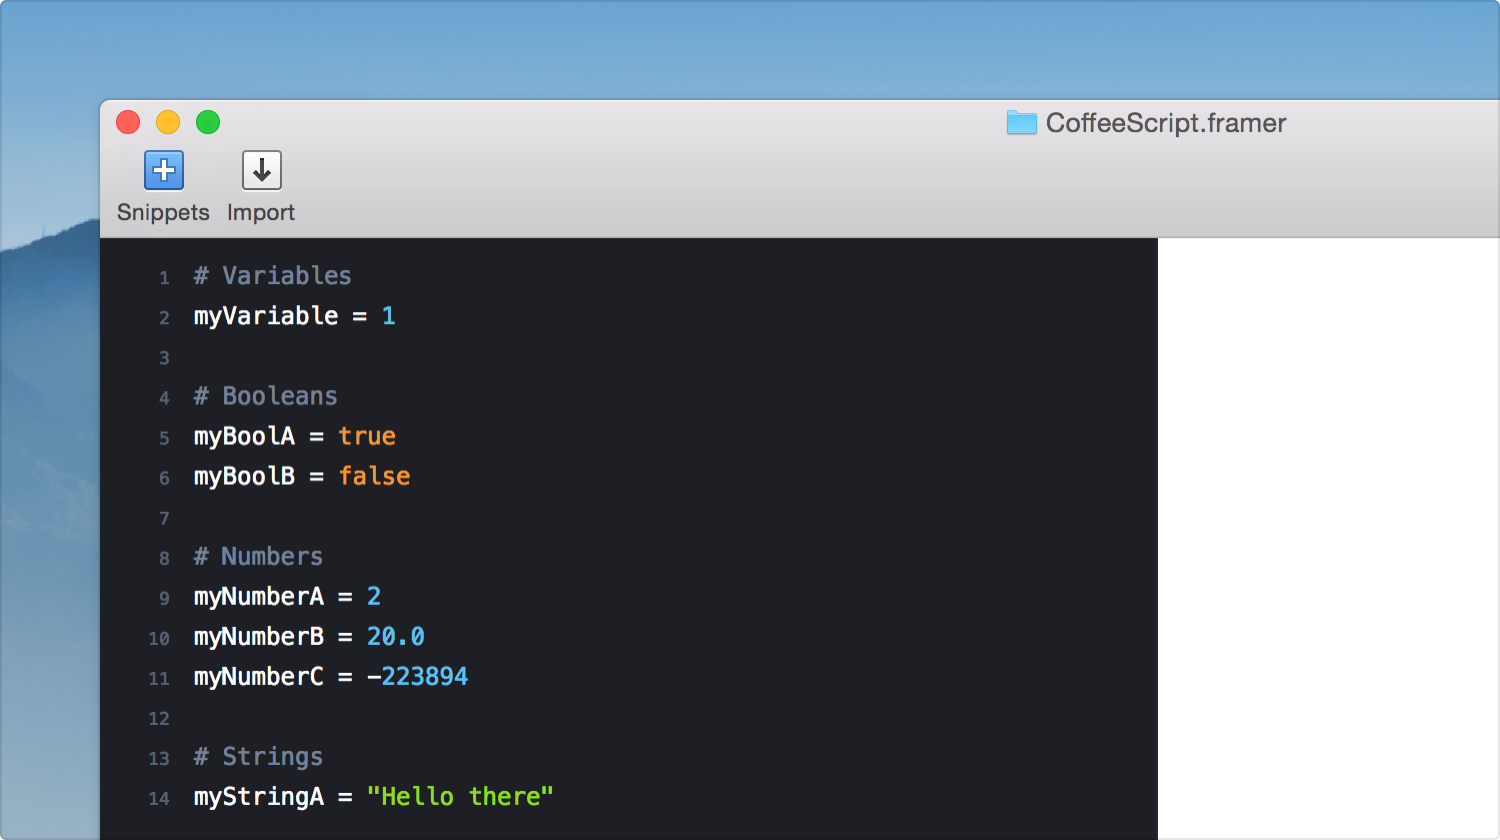 CoffeeScript.framer
Snippets Import
1 # Variables
2 myVariable = 1
3
4 # Booleans
5 myBoolA = true
6 myBoolB = false
7
8 # Numbers
9 myNumberA = 2
10 myNumberB = 20.0
11 myNumberC = -223894
12
13 # Strings
14 myStringA = "Hello there"